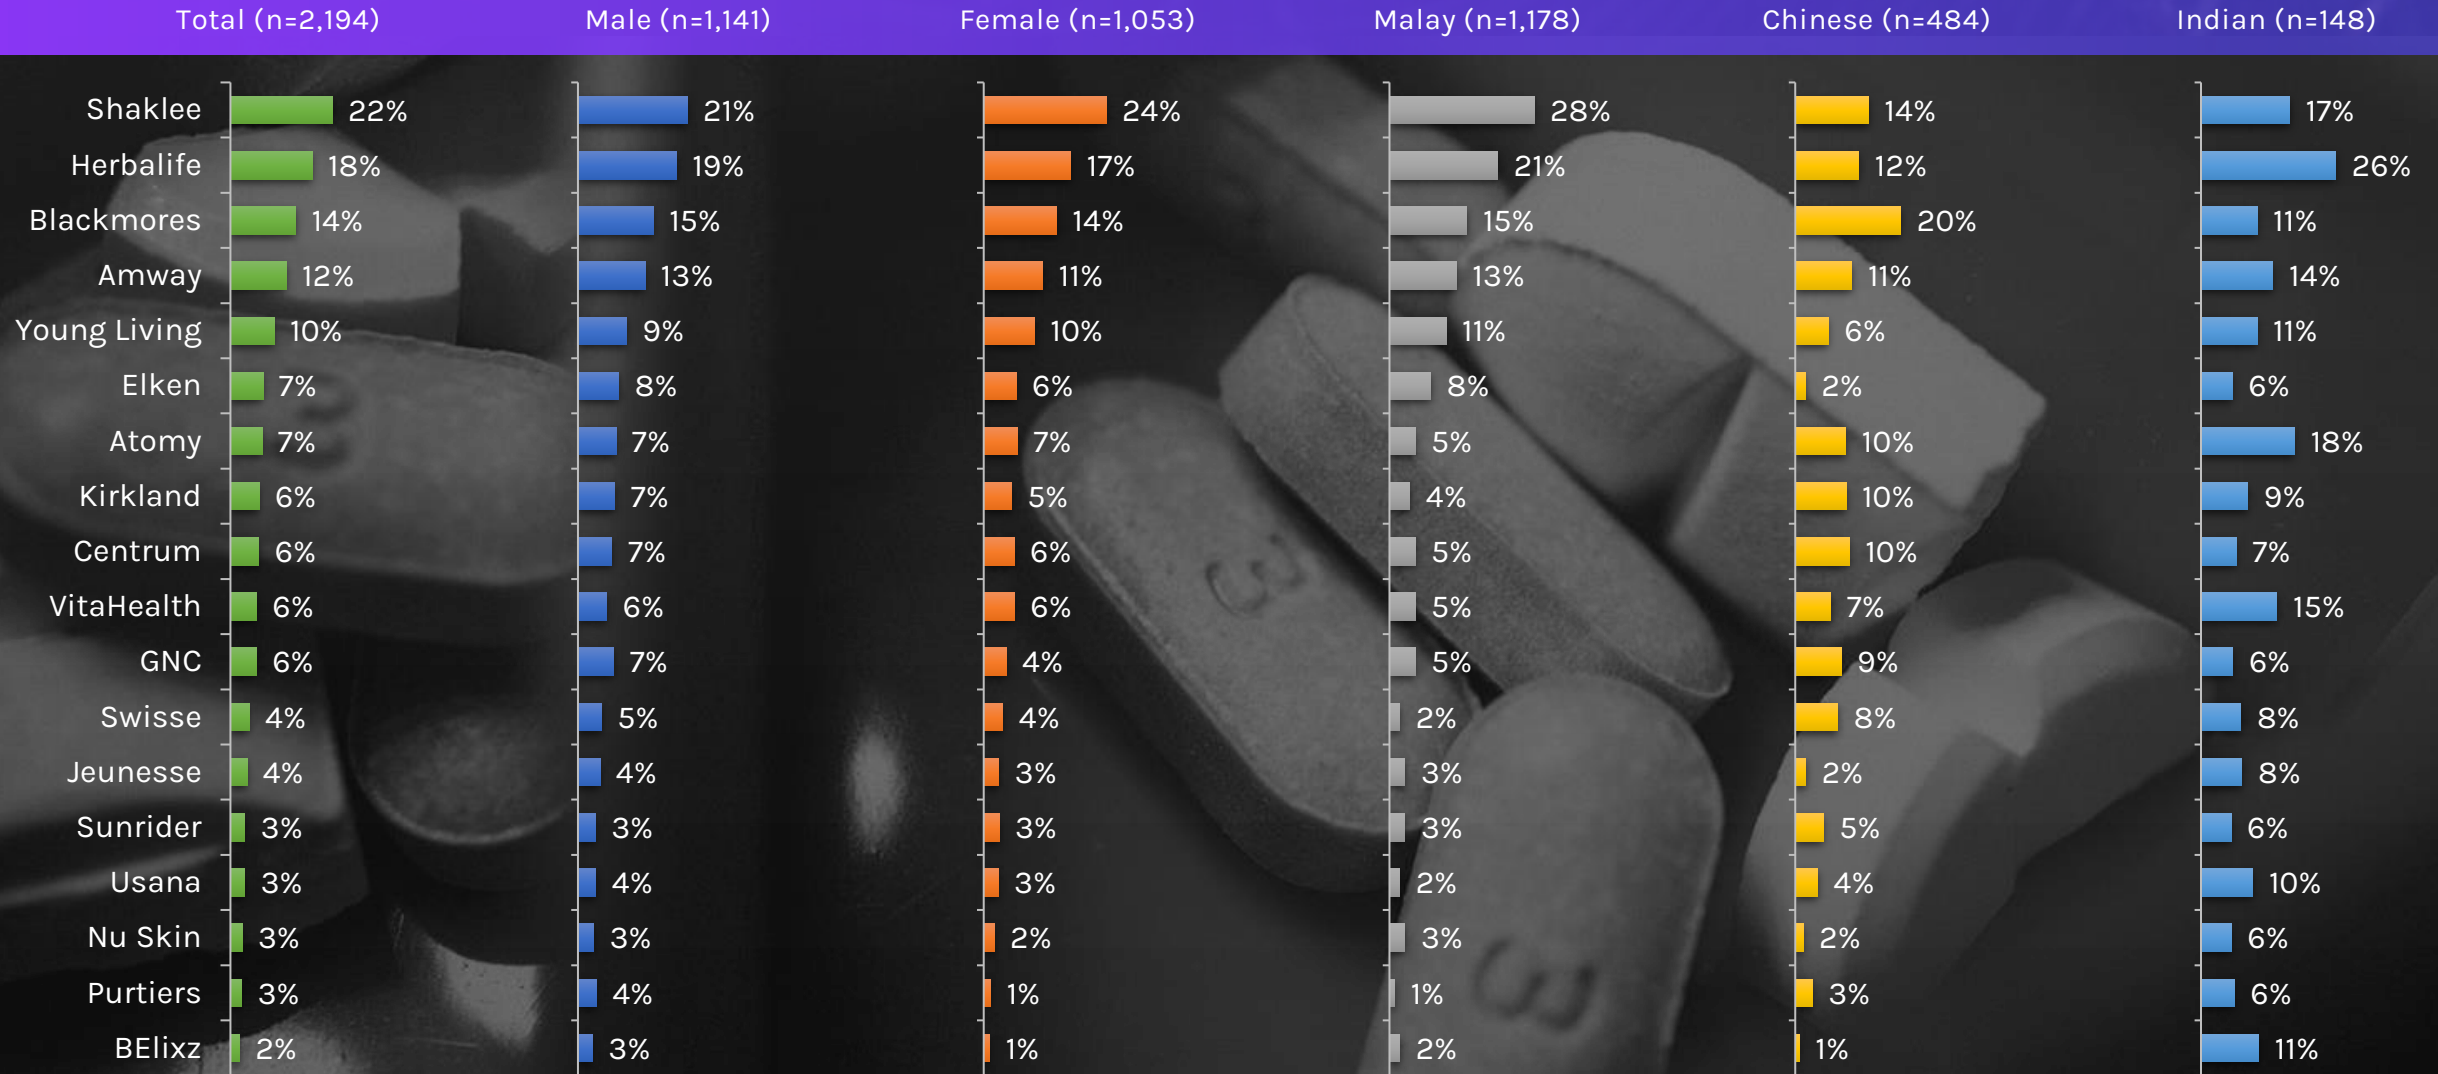 Total (n=2,194) Male (n=1,141) Female (n=1,053) Malay (n=1,178) Chinese (n=484) Indian (n=148)
Shaklee 22% 21% 24% 28% 14% 17%
Herbalife 18% 19% 17% 21% 12% 26%
Blackmores 14% 15% 14% 15% 20% 11%
Amway 12% 13% 11% 13% 11% 14%
Young Living 10% 9% 10% 11% 6% 11%
Elken 7% 8% 6% 8% 2% 6%
Atomy 7% 7% 7% 5% 10% 18%
Kirkland 6% 7% 5% 4% 10% 9%
Centrum 6% 7% 6% 5% 10% 7%
VitaHealth 6% 6% 6% 5% 7% 15%
GNC 6% 7% 4% 5% 9% 6%
Swisse 4% 5% 4% 2% 8% 8%
Jeunesse 4% 4% 3% 3% 2% 8%
Sunrider 3% 3% 3% 3% 5% 6%
Usana 3% 4% 3% 2% 4% 10%
Nu Skin 3% 3% 2% 3% 2% 6%
Purtiers 3% 4% 1% 1% 3% 6%
BElixz 2% 3% 1% 2% 1% 11%